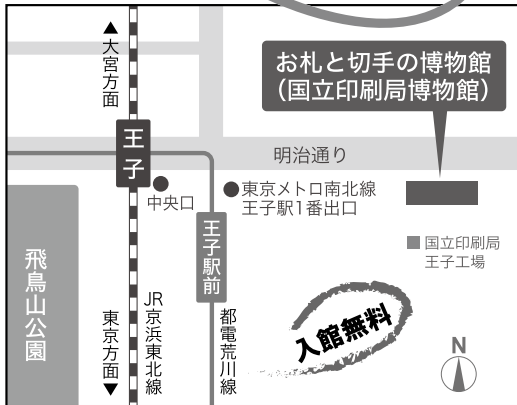 ▲大宮方面
お札と切手の博物館
（国立印刷局博物館）
王子
明治通り
中央口
●東京メトロ南北線
王子駅1番出口
王子駅前
■国立印刷局
王子工場
飛鳥山公園
東京方面▼
JR京浜東北線
都電荒川線
入館無料
N